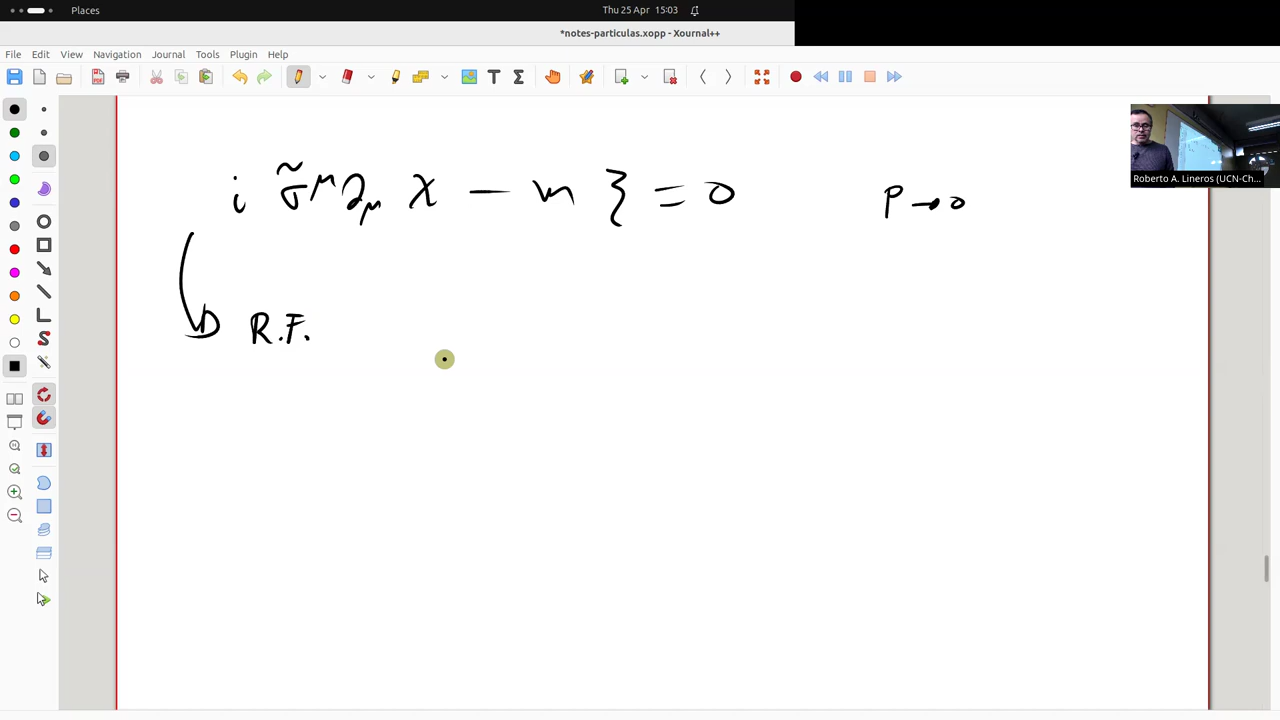 Places
Thu 25 Apr 15:03
*notes-particulas.xopp - Xournal++
File Edit View Navigation Journal Tools Plugin Help
i σ̃^μ ∂_μ χ − m ξ = 0
p → 0
Roberto A. Lineros (UCN-Ch...
R.F.